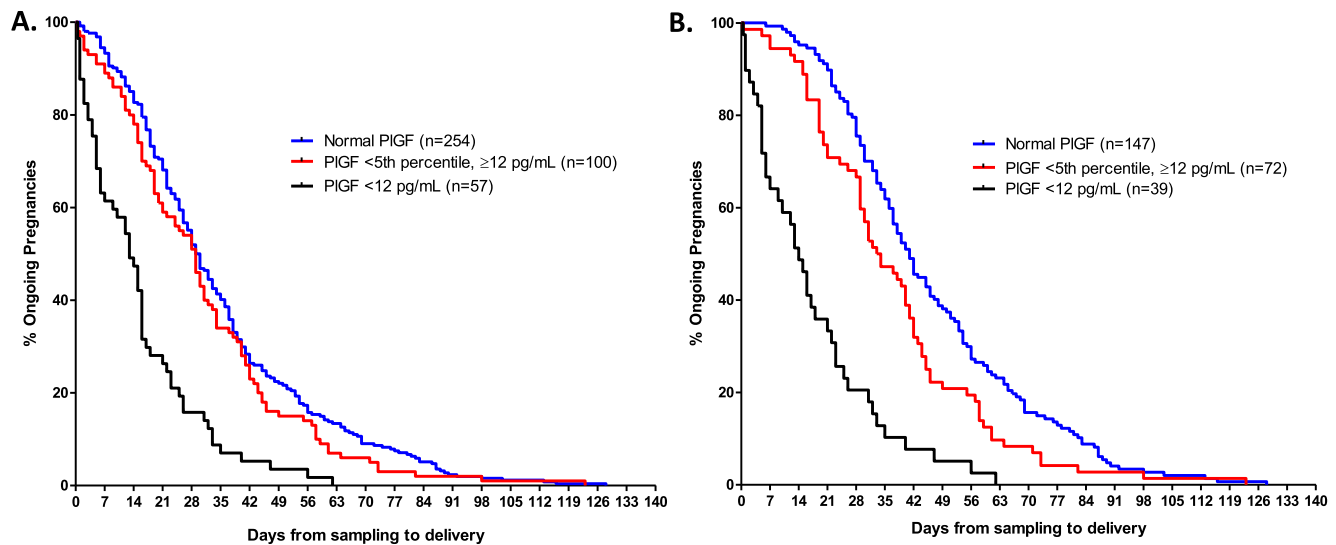 A.
100
80
60
40
20
0
% Ongoing Pregnancies
Normal PlGF (n=254)
PlGF <5th percentile, ≥12 pg/mL (n=100)
PlGF <12 pg/mL (n=57)
0 7 14 21 28 35 42 49 56 63 70 77 84 91 98 105 112 119 126 133 140
Days from sampling to delivery
B.
100
80
60
40
20
0
% Ongoing Pregnancies
Normal PlGF (n=147)
PlGF <5th percentile, ≥12 pg/mL (n=72)
PlGF <12 pg/mL (n=39)
0 7 14 21 28 35 42 49 56 63 70 77 84 91 98 105 112 119 126 133 140
Days from sampling to delivery